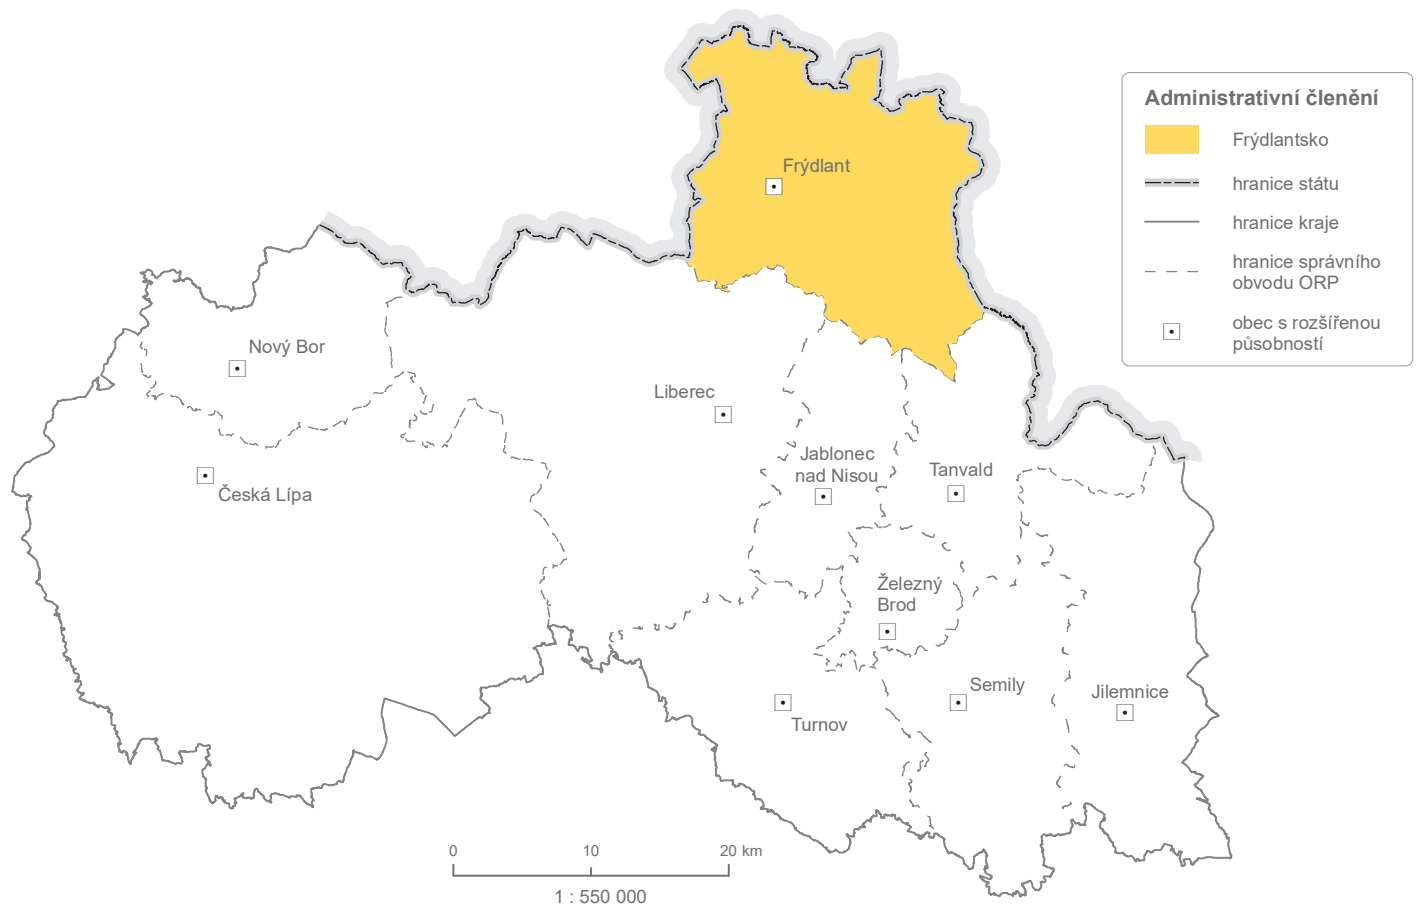 Administrativní členění
Frýdlantsko
hranice státu
hranice kraje
hranice správního
obvodu ORP
obec s rozšířenou
působností
Frýdlant
Nový Bor
Liberec
Česká Lípa
Jablonec
nad Nisou
Tanvald
Železný
Brod
Semily
Jilemnice
Turnov
0 10 20 km
1 : 550 000